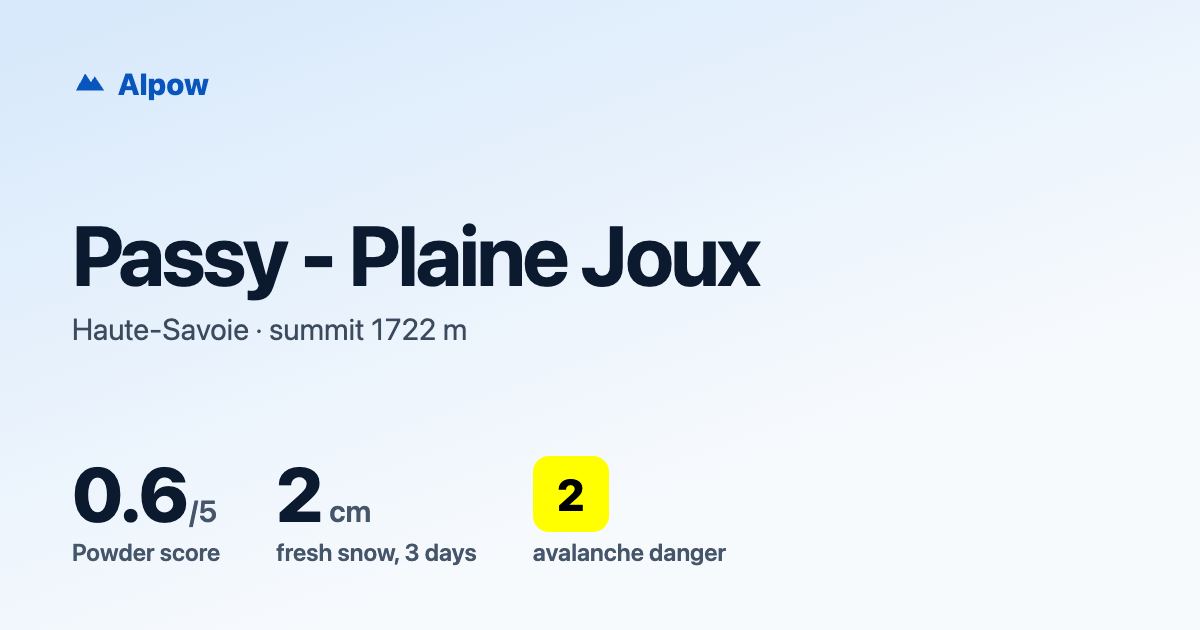 Alpow
Passy - Plaine Joux
Haute-Savoie · summit 1722 m
0.6/5
Powder score
2 cm
fresh snow, 3 days
2
avalanche danger